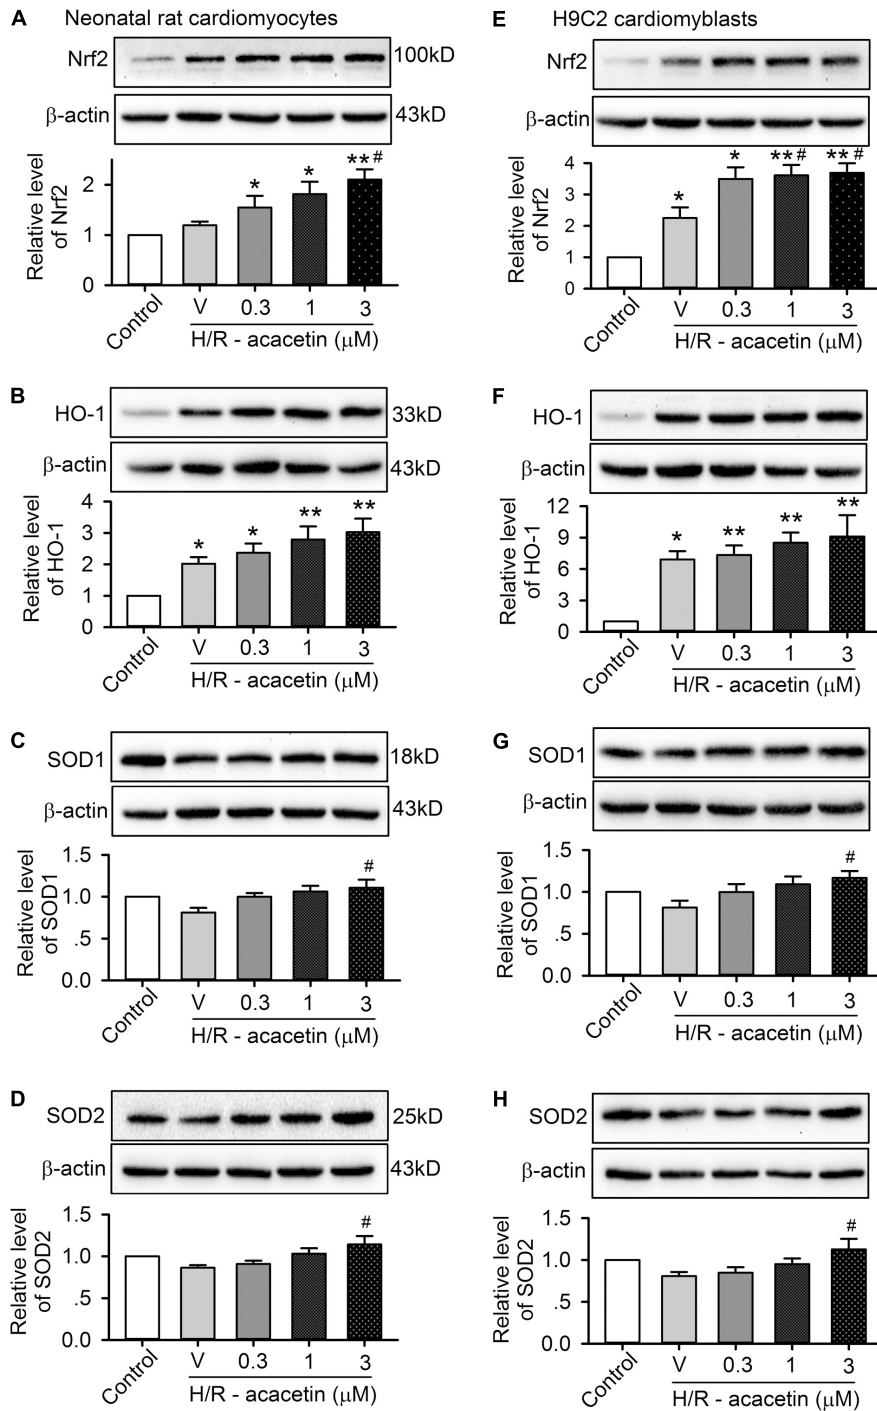 A Neonatal rat cardiomyocytes
Nrf2 100kD
β-actin 43kD
Relative level of Nrf2
2
1
0
* * **#
Control V 0.3 1 3
H/R - acacetin (μM)
B
HO-1 33kD
β-actin 43kD
Relative level of HO-1
4
3
2
1
0
* * ** **
Control V 0.3 1 3
H/R - acacetin (μM)
C
SOD1 18kD
β-actin 43kD
Relative level of SOD1
1.5
1.0
.5
0.0
#
Control V 0.3 1 3
H/R - acacetin (μM)
D
SOD2 25kD
β-actin 43kD
Relative level of SOD2
1.5
1.0
.5
0.0
#
Control V 0.3 1 3
H/R - acacetin (μM)
E H9C2 cardiomyblasts
Nrf2
β-actin
Relative level of Nrf2
4
3
2
1
0
* * **# **#
Control V 0.3 1 3
H/R - acacetin (μM)
F
HO-1
β-actin
Relative level of HO-1
12
9
6
3
0
* ** ** **
Control V 0.3 1 3
H/R - acacetin (μM)
G
SOD1
β-actin
Relative level of SOD1
1.5
1.0
.5
0.0
#
Control V 0.3 1 3
H/R - acacetin (μM)
H
SOD2
β-actin
Relative level of SOD2
1.5
1.0
.5
0.0
#
Control V 0.3 1 3
H/R - acacetin (μM)